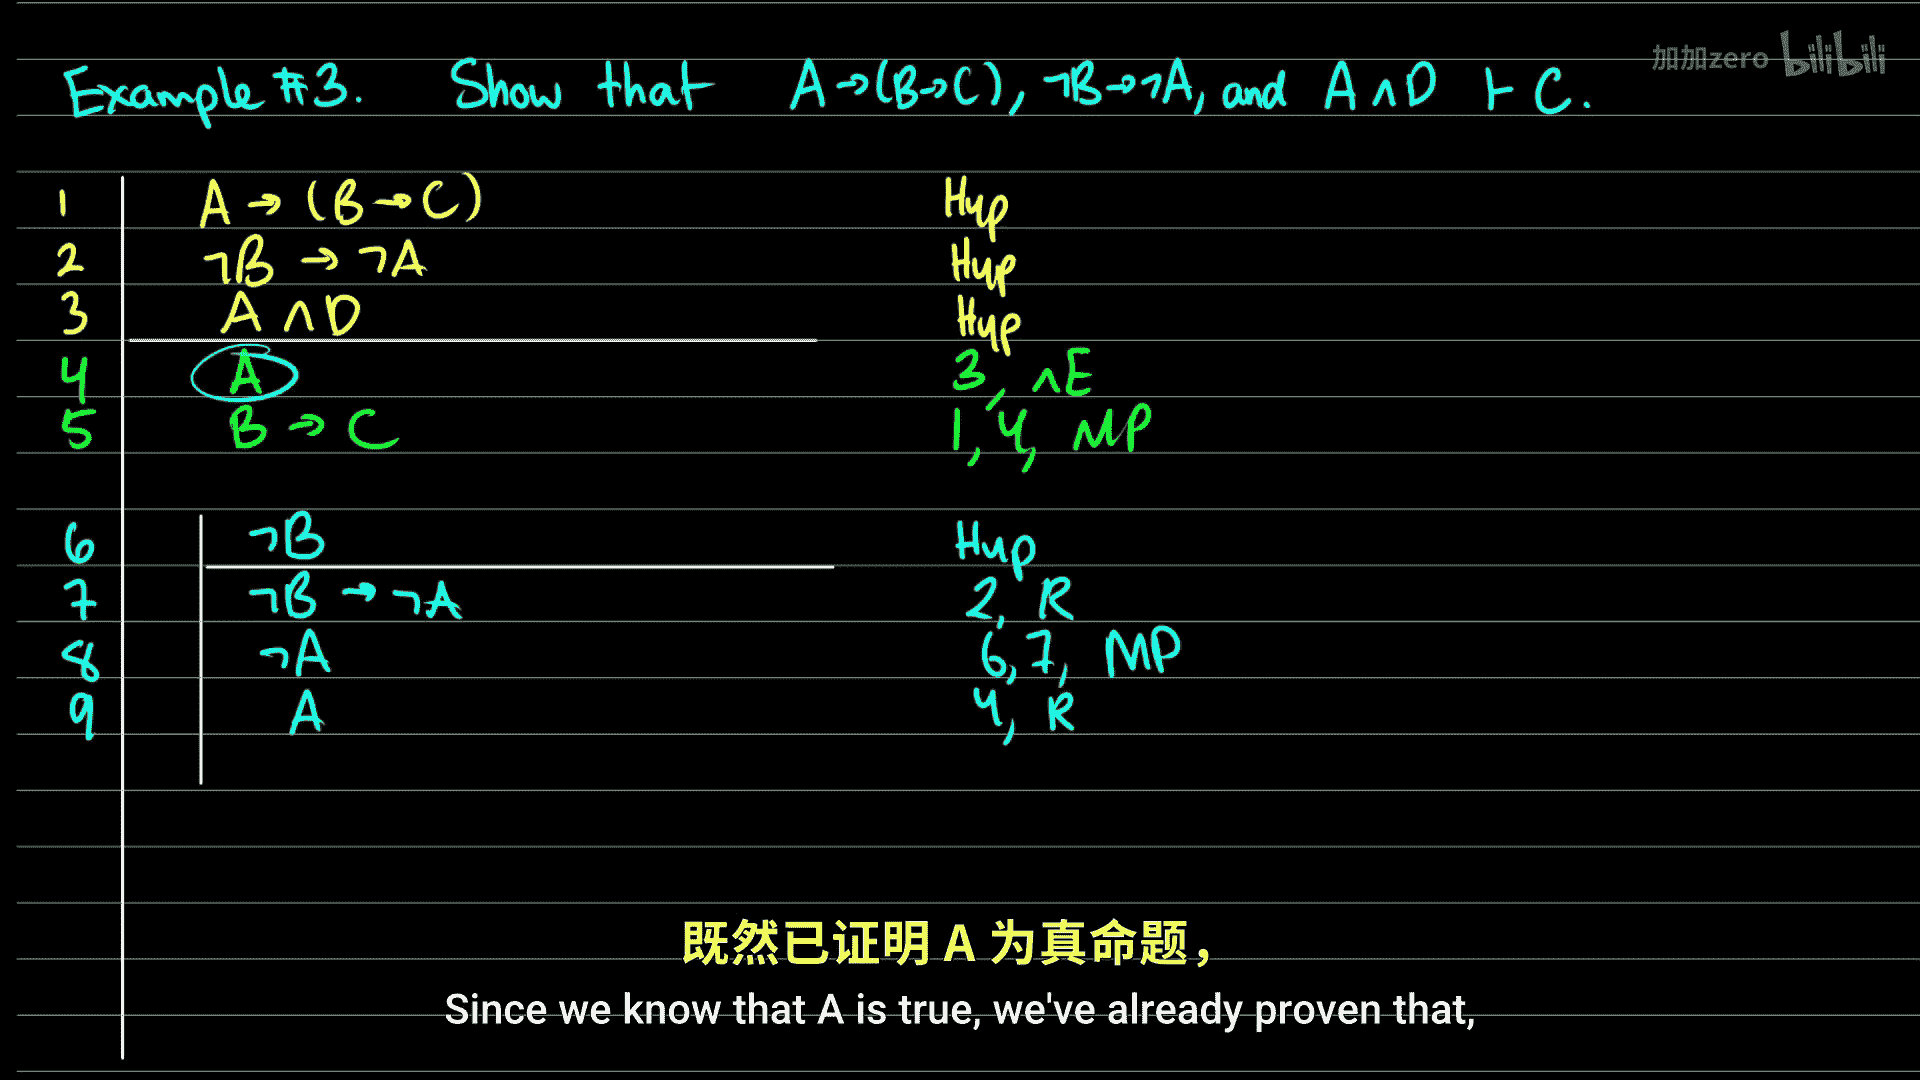 加加zero bilibili
Example #3. Show that A→(B→C), ¬B→¬A, and A∧D ⊢ C.
1 A → (B → C) Hyp
2 ¬B → ¬A Hyp
3 A ∧ D Hyp
4 A 3, ∧E
5 B → C 1, 4, MP
6 ¬B Hyp
7 ¬B → ¬A 2, R
8 ¬A 6, 7, MP
9 A 4, R
既然已证明 A 为真命题，
Since we know that A is true, we've already proven that,